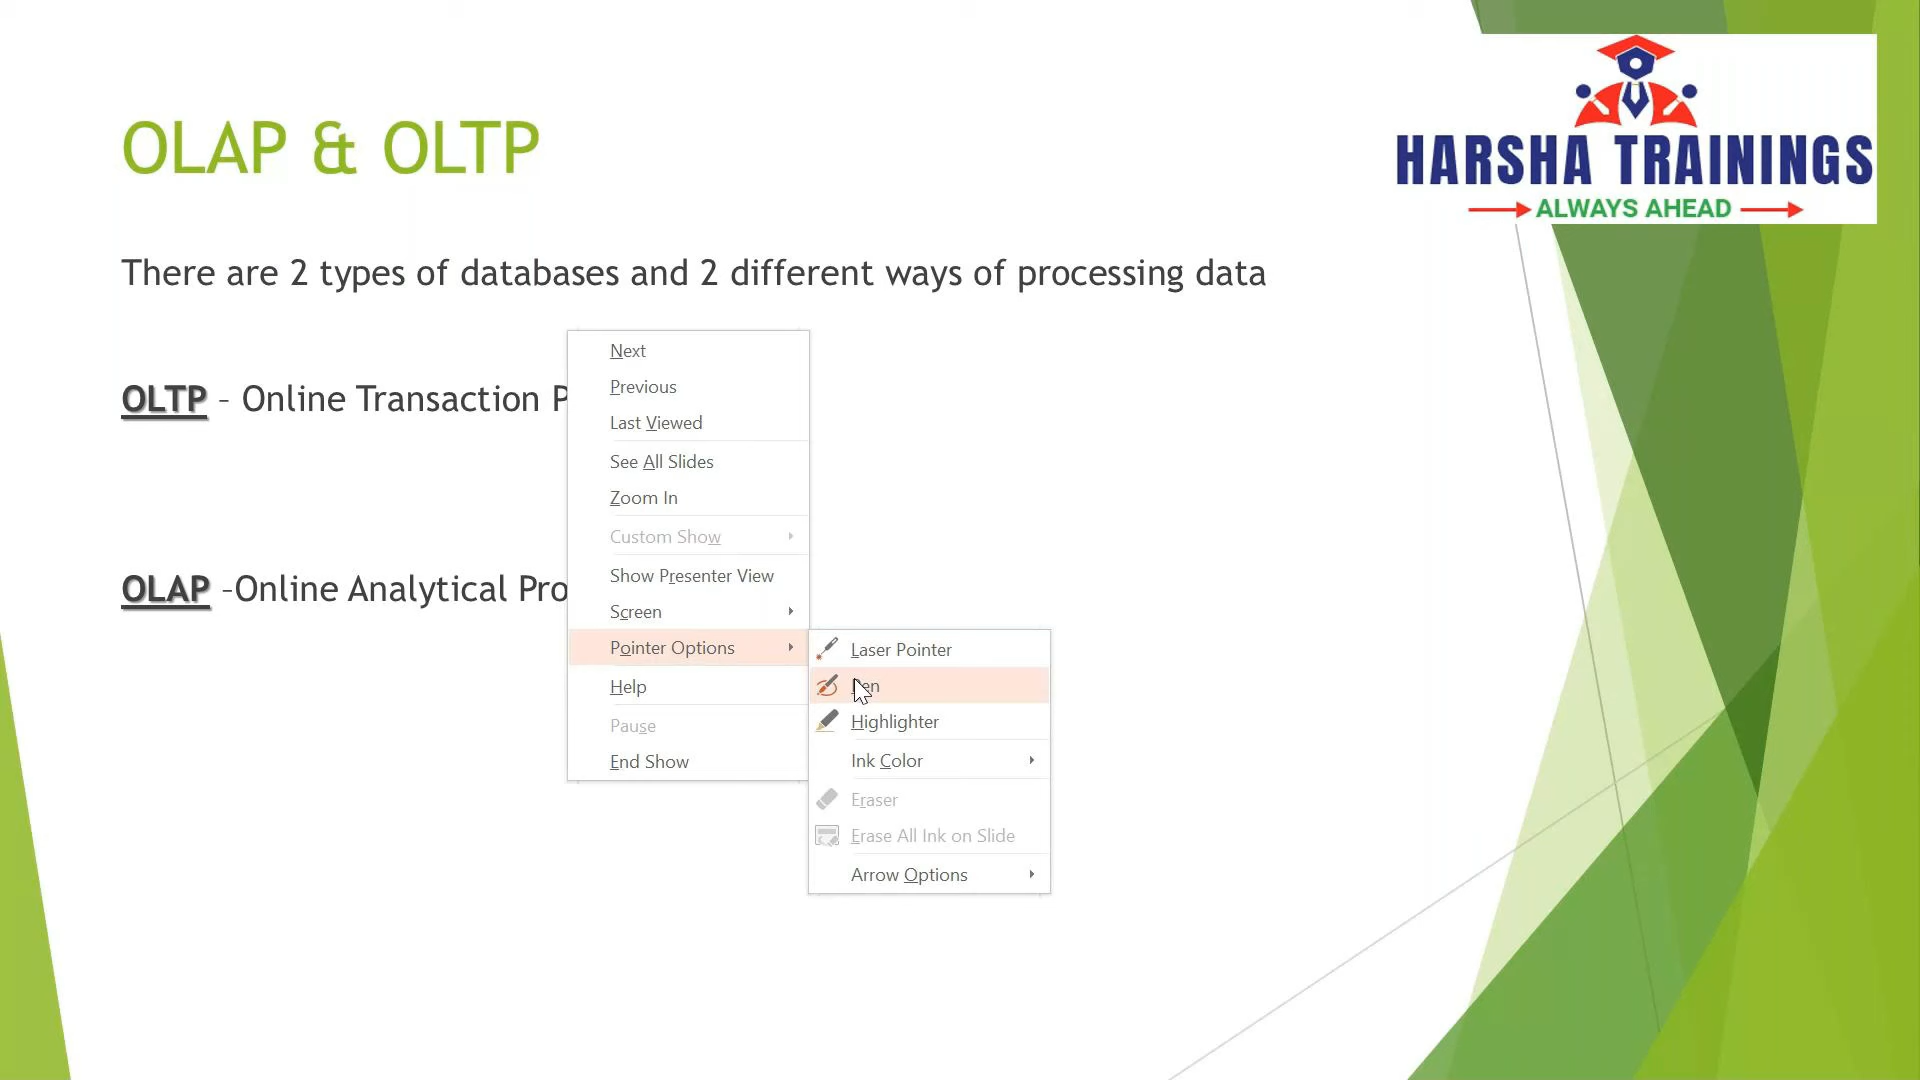 HARSHA TRAININGS
ALWAYS AHEAD
OLAP & OLTP
There are 2 types of databases and 2 different ways of processing data
OLTP – Online Transaction P
OLAP –Online Analytical Pro
Next
Previous
Last Viewed
See All Slides
Zoom In
Custom Show
Show Presenter View
Screen
Pointer Options
Help
Pause
End Show
Laser Pointer
Pen
Highlighter
Ink Color
Eraser
Erase All Ink on Slide
Arrow Options